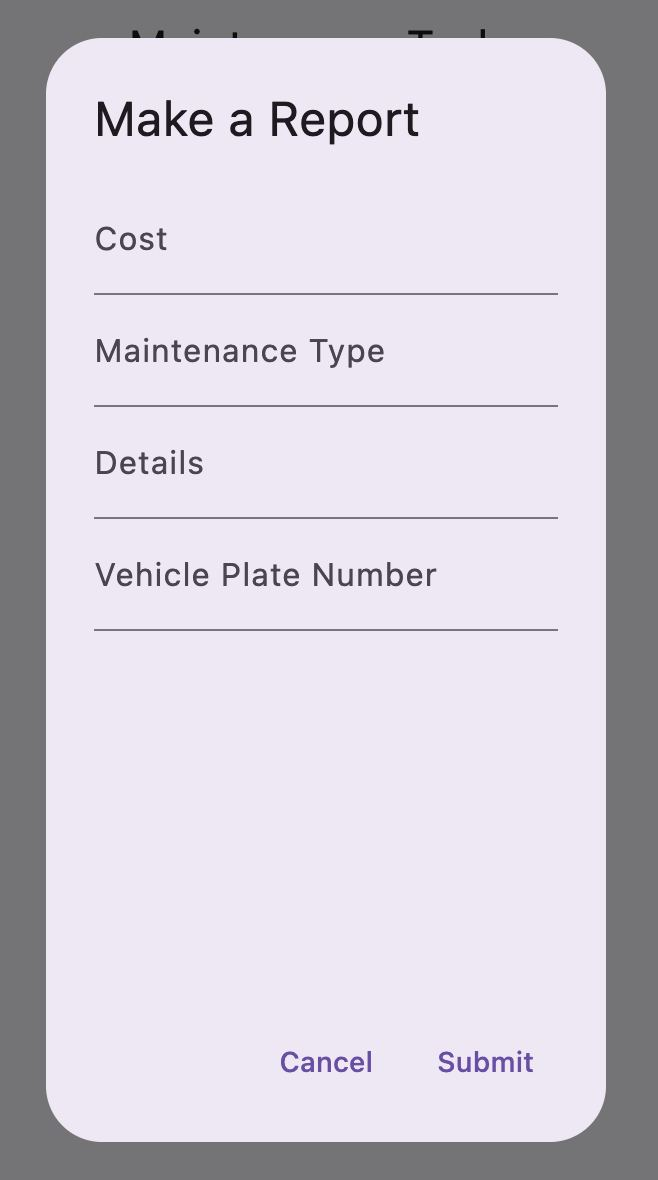 Make a Report
Cost
Maintenance Type
Details
Vehicle Plate Number
Cancel Submit